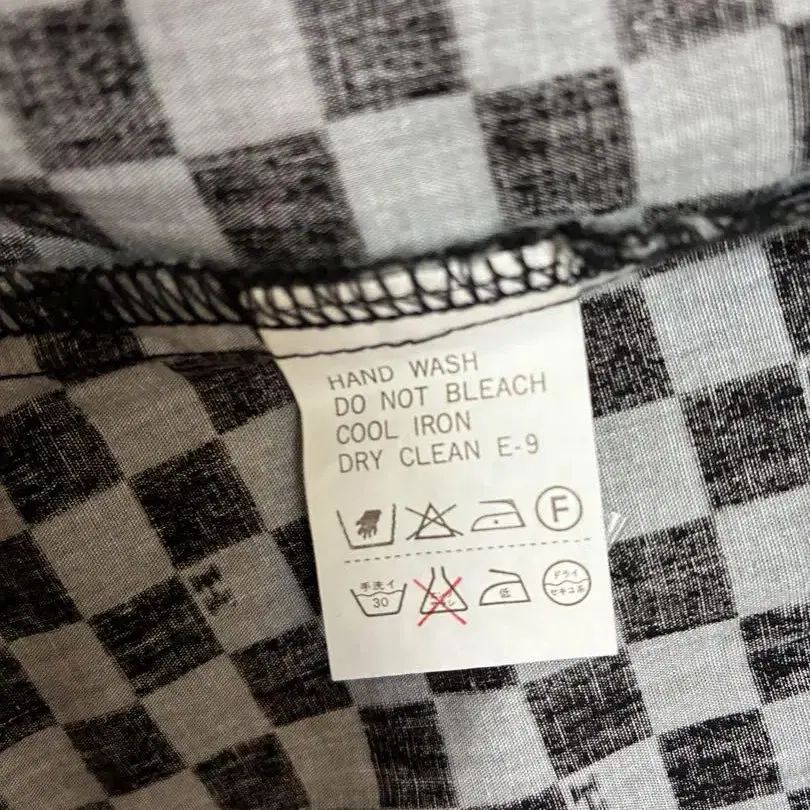 HAND WASH
DO NOT BLEACH
COOL IRON
DRY CLEAN E-9
F
手洗イ
30
低
ドライ
セキユ系